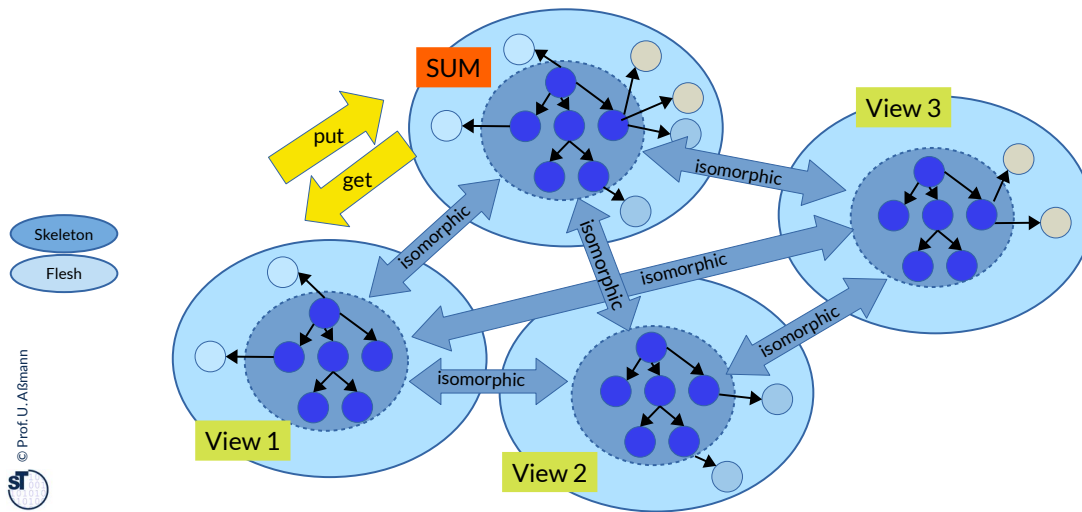 SUM
View 3
put
get
isomorphic
isomorphic
isomorphic
isomorphic
isomorphic
isomorphic
Skeleton
Flesh
View 1
View 2
© Prof. U. Aßmann
ST